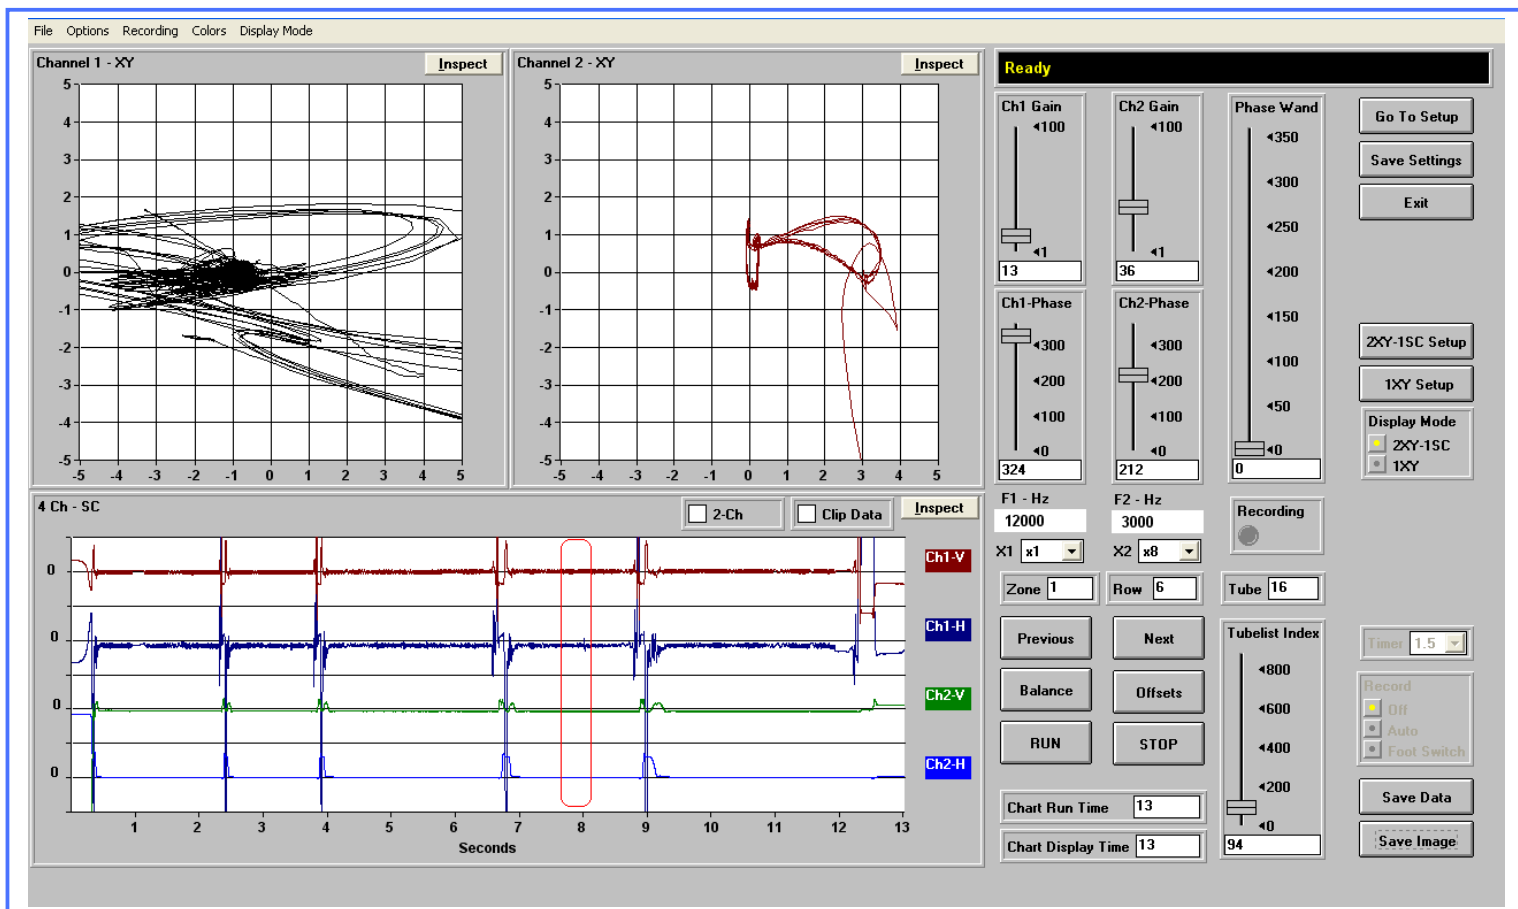 File Options Recording Colors Display Mode
Channel 1 - XY Inspect
5
4
3
2
1
0
-1
-2
-3
-4
-5
-5 -4 -3 -2 -1 0 1 2 3 4 5
Channel 2 - XY Inspect
5
4
3
2
1
0
-1
-2
-3
-4
-5
-5 -4 -3 -2 -1 0 1 2 3 4 5
4 Ch - SC 2-Ch Clip Data Inspect
0 Ch1-V
0 Ch1-H
0 Ch2-V
0 Ch2-H
1 2 3 4 5 6 7 8 9 10 11 12 13
Seconds
Ready
Ch1 Gain
100
1
13
Ch2 Gain
100
1
36
Phase Wand
350
300
250
200
150
100
50
0
0
Ch1-Phase
300
200
100
0
324
Ch2-Phase
300
200
100
0
212
Go To Setup
Save Settings
Exit
2XY-1SC Setup
1XY Setup
Display Mode
2XY-1SC
1XY
F1 - Hz
12000
X1 x1
F2 - Hz
3000
X2 x8
Recording
Zone 1 Row 6 Tube 16
Previous Next
Balance Offsets
RUN STOP
Chart Run Time 13
Chart Display Time 13
Tubelist Index
800
600
400
200
0
94
Timer 1.5
Record
Off
Auto
Foot Switch
Save Data
Save Image